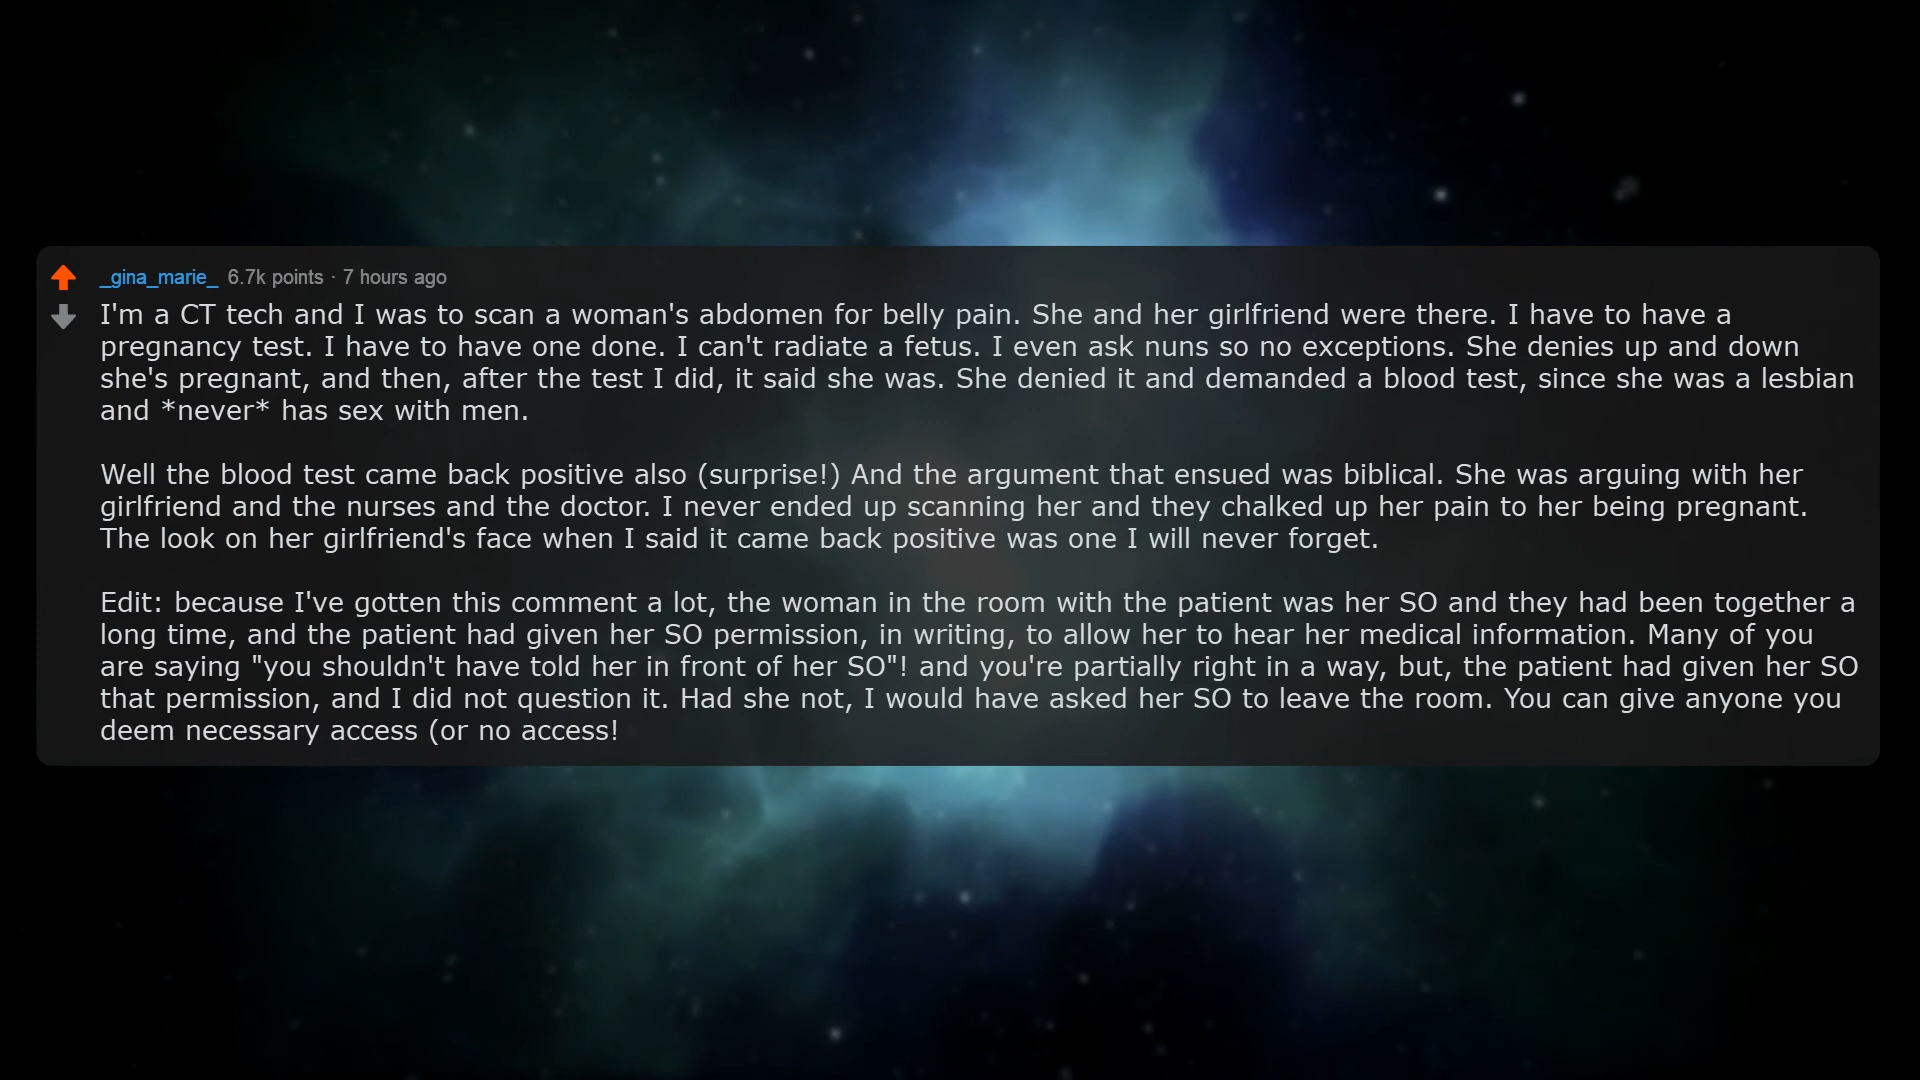 _gina_marie_ 6.7k points · 7 hours ago
I'm a CT tech and I was to scan a woman's abdomen for belly pain. She and her girlfriend were there. I have to have a
pregnancy test. I have to have one done. I can't radiate a fetus. I even ask nuns so no exceptions. She denies up and down
she's pregnant, and then, after the test I did, it said she was. She denied it and demanded a blood test, since she was a lesbian
and *never* has sex with men.
Well the blood test came back positive also (surprise!) And the argument that ensued was biblical. She was arguing with her
girlfriend and the nurses and the doctor. I never ended up scanning her and they chalked up her pain to her being pregnant.
The look on her girlfriend's face when I said it came back positive was one I will never forget.
Edit: because I've gotten this comment a lot, the woman in the room with the patient was her SO and they had been together a
long time, and the patient had given her SO permission, in writing, to allow her to hear her medical information. Many of you
are saying "you shouldn't have told her in front of her SO"! and you're partially right in a way, but, the patient had given her SO
that permission, and I did not question it. Had she not, I would have asked her SO to leave the room. You can give anyone you
deem necessary access (or no access!